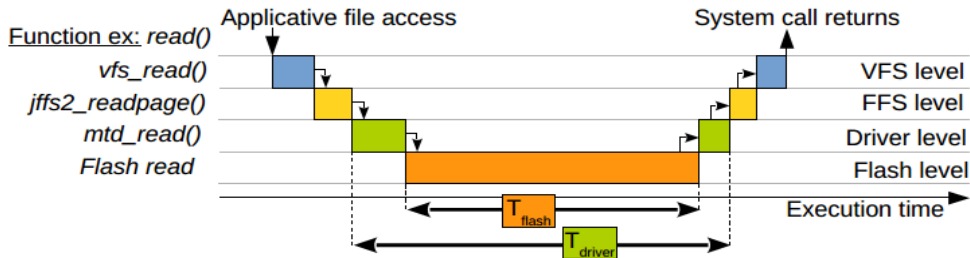 Applicative file access
System call returns
Function ex: read()
vfs_read()
VFS level
jffs2_readpage()
FFS level
mtd_read()
Driver level
Flash read
Flash level
Tflash
Execution time
Tdriver